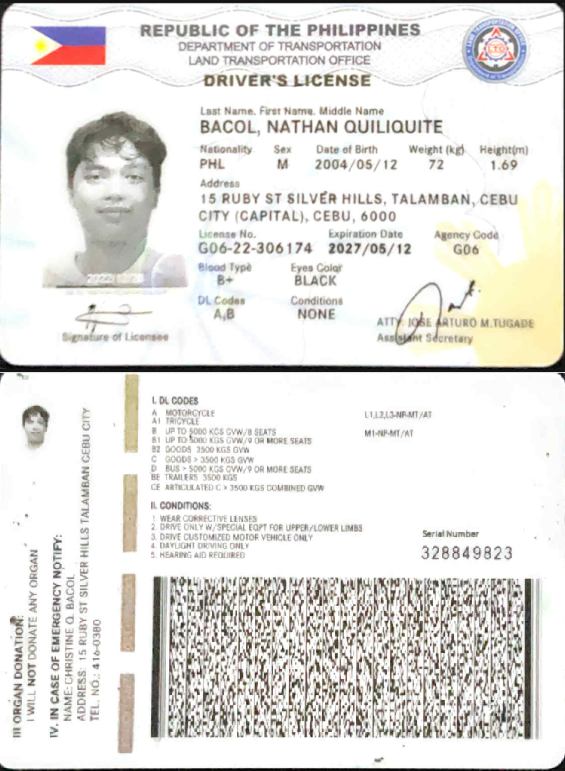 REPUBLIC OF THE PHILIPPINES
DEPARTMENT OF TRANSPORTATION
LAND TRANSPORTATION OFFICE
DRIVER'S LICENSE
Last Name, First Name, Middle Name
BACOL, NATHAN QUILIQUITE
Nationality Sex Date of Birth Weight (kg) Height(m)
PHL M 2004/05/12 72 1.69
Address
15 RUBY ST SILVER HILLS, TALAMBAN, CEBU
CITY (CAPITAL), CEBU, 6000
License No. Expiration Date Agency Code
G06-22-306174 2027/05/12 G06
Blood Type Eyes Color
B+ BLACK
DL Codes Conditions
A,B NONE
ATTY. JOSE ARTURO M.TUGADE
Signature of Licensee Assistant Secretary
LTO
I. DL CODES
A MOTORCYCLE L1,L2,L3-NP-MT/AT
A1 TRICYCLE
B UP TO 5000 KGS GVW/8 SEATS M1-NP-MT/AT
B1 UP TO 5000 KGS GVW/9 OR MORE SEATS
B2 GOODS 3500 KGS GVW
C GOODS > 3500 KGS GVW
D BUS > 5000 KGS GVW/9 OR MORE SEATS
BE TRAILERS 3500 KGS
CE ARTICULATED C > 3500 KGS COMBINED GVW
II. CONDITIONS:
1 WEAR CORRECTIVE LENSES
2. DRIVE ONLY W/SPECIAL EQPT FOR UPPER/LOWER LIMBS
3. DRIVE CUSTOMIZED MOTOR VEHICLE ONLY
4. DAYLIGHT DRIVING ONLY
5. HEARING AID REQUIRED
Serial Number
328849823
III ORGAN DONATION:
I WILL NOT DONATE ANY ORGAN
IV. IN CASE OF EMERGENCY NOTIFY:
NAME: CHRISTINE Q. BACOL
ADDRESS: 15 RUBY ST SILVER HILLS TALAMBAN CEBU CITY
TEL. NO.: 416-0380